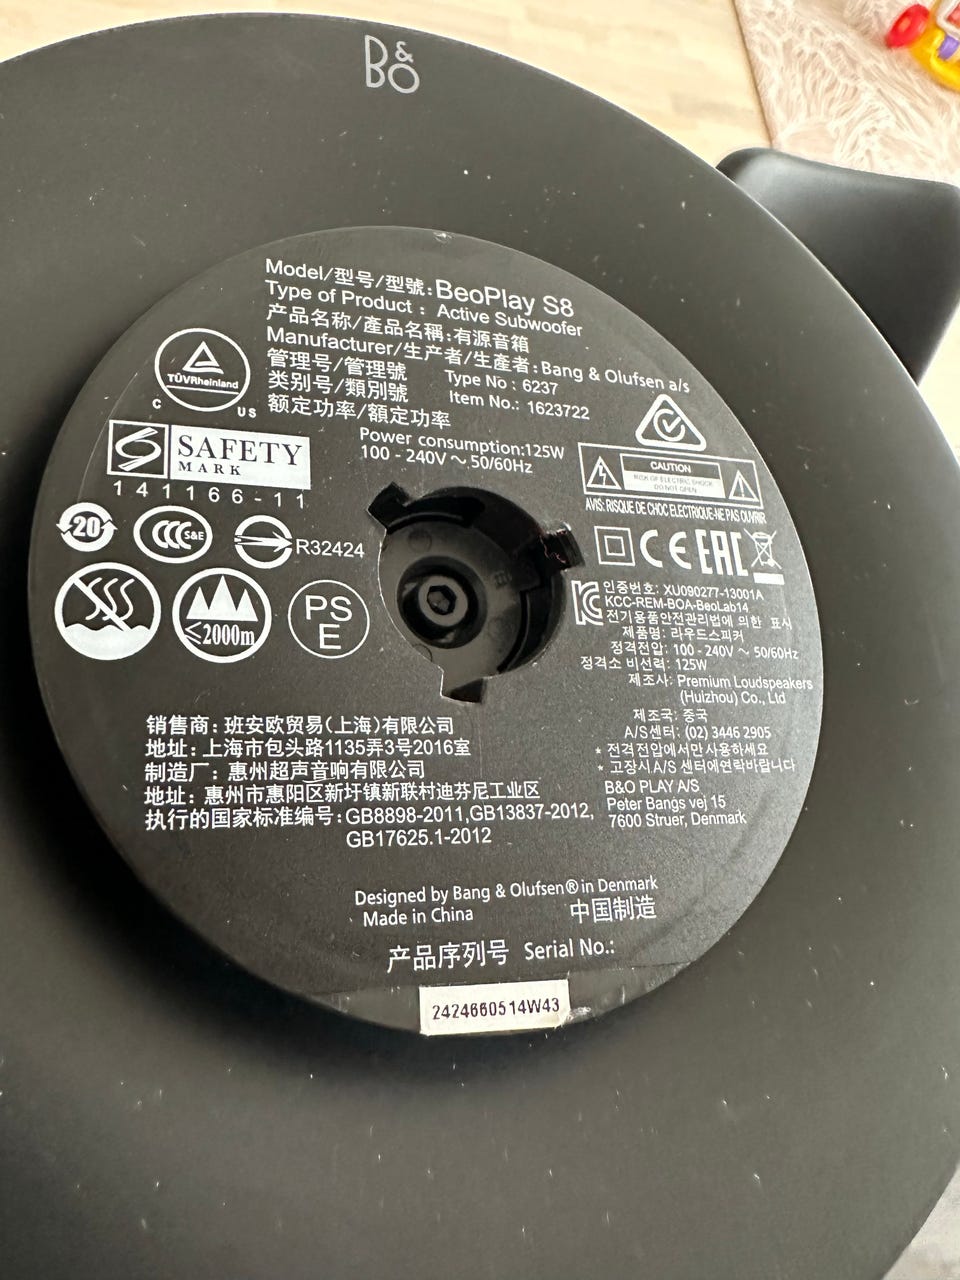 B&O
Model/型号/型號:BeoPlay S8
Type of Product : Active Subwoofer
产品名称/產品名稱:有源音箱
Manufacturer/生产者/生產者:Bang & Olufsen a/s
管理号/管理號 Type No : 6237
类别号/類別號 Item No.: 1623722
额定功率/額定功率
Power consumption:125W
100 - 240V ~ 50/60Hz
TÜVRheinland
C US
SAFETY
MARK
141166-11
CAUTION
RISK OF ELECTRIC SHOCK
DO NOT OPEN
AVIS: RISQUE DE CHOC ELECTRIQUE-NE PAS OUVRIR
20
CCC S&E
R32424
CE EAC
≤2000m
PS
E
KC
인증번호: XU090277-13001A
KCC-REM-BOA-BeoLab14
전기용품안전관리법에 의한 표시
제품명: 라우드스피커
정격전압: 100 - 240V ~ 50/60Hz
정격소 비선력: 125W
제조사: Premium Loudspeakers
(Huizhou) Co., Ltd
제조국: 중국
A/S센터: (02) 3446 2905
* 전격전압에서만 사용하세요
* 고장시 A/S 센터에연락바립니다
B&O PLAY A/S
Peter Bangs vej 15
7600 Struer, Denmark
销售商: 班安欧贸易(上海)有限公司
地址: 上海市包头路1135弄3号2016室
制造厂: 惠州超声音响有限公司
地址: 惠州市惠阳区新圩镇新联村迪芬尼工业区
执行的国家标准编号:GB8898-2011,GB13837-2012,
GB17625.1-2012
Designed by Bang & Olufsen® in Denmark
Made in China 中国制造
产品序列号 Serial No.:
2424660514W43